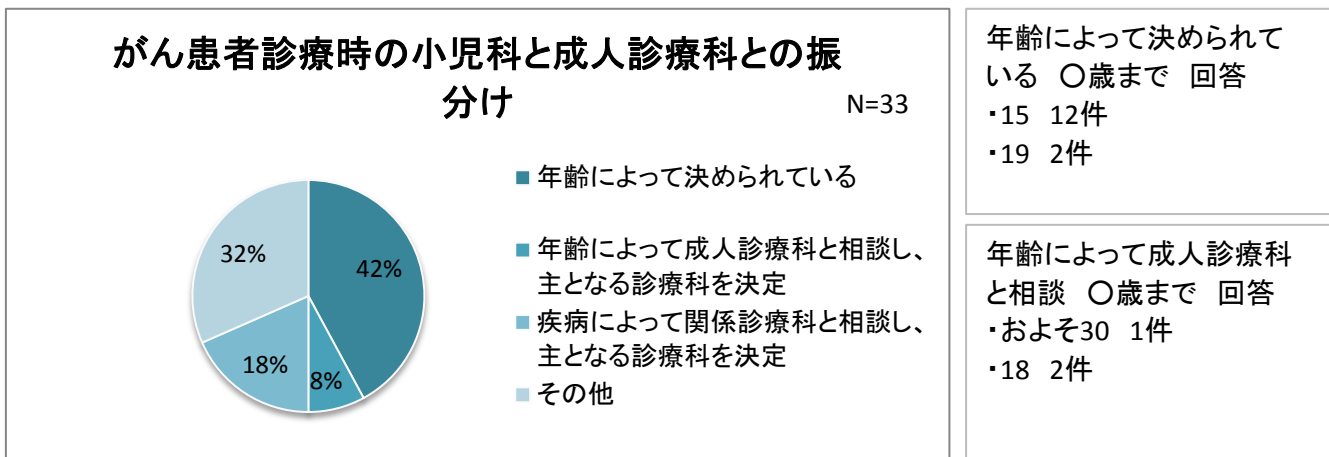 がん患者診療時の小児科と成人診療科との振
分け
N=33
42%
8%
18%
32%
年齢によって決められている
年齢によって成人診療科と相談し、
主となる診療科を決定
疾病によって関係診療科と相談し、
主となる診療科を決定
その他
年齢によって決められて
いる 〇歳まで 回答
・15 12件
・19 2件
年齢によって成人診療科
と相談 〇歳まで 回答
・およそ30 1件
・18 2件